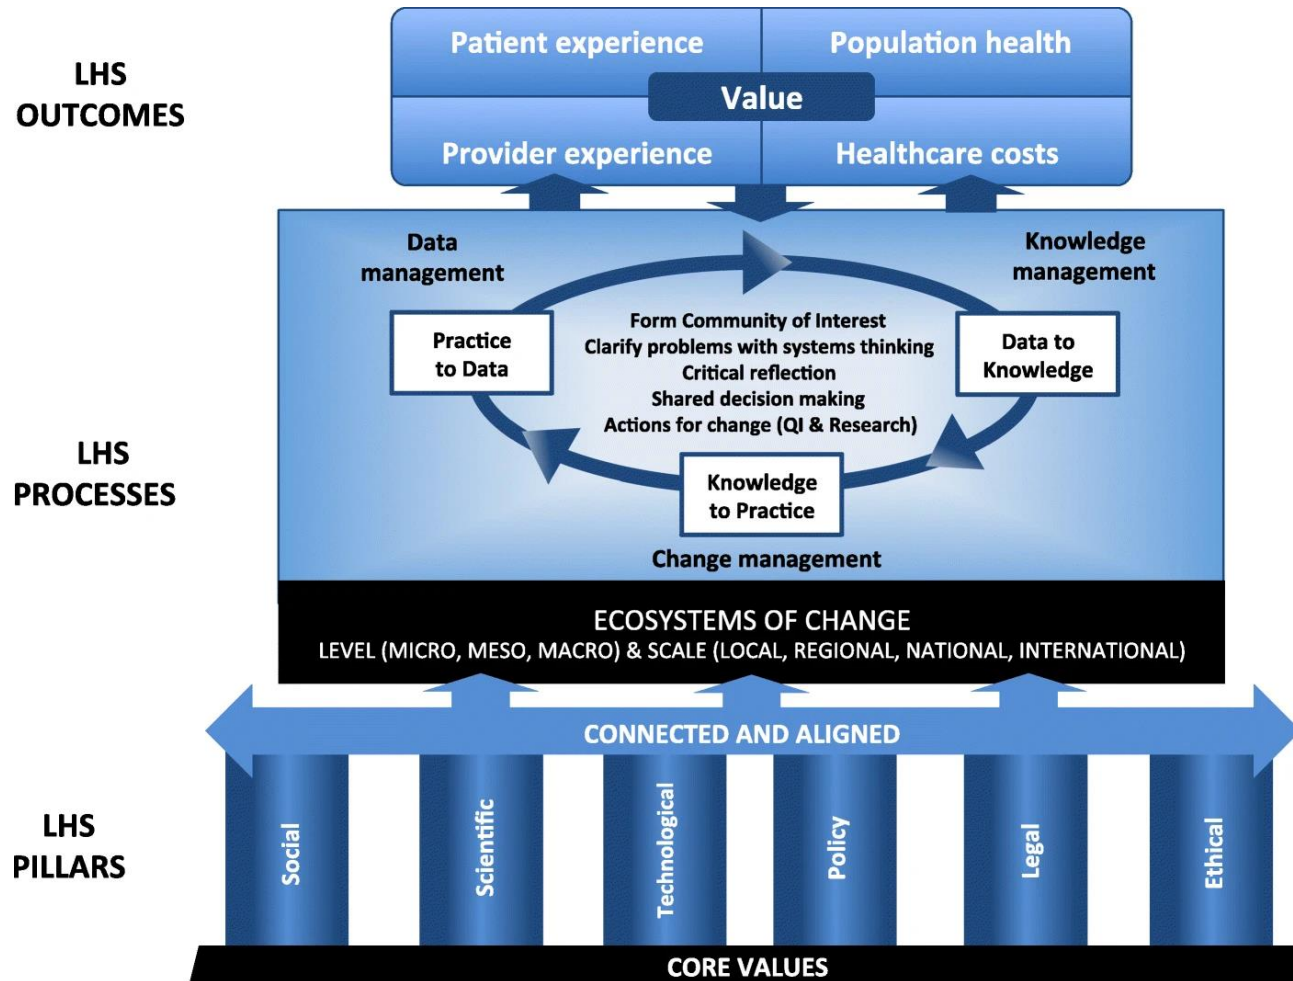 LHS
OUTCOMES
Patient experience
Population health
Value
Provider experience
Healthcare costs
LHS
PROCESSES
Data
management
Knowledge
management
Practice
to Data
Form Community of Interest
Clarify problems with systems thinking
Critical reflection
Shared decision making
Actions for change (QI & Research)
Data to
Knowledge
Knowledge
to Practice
Change management
ECOSYSTEMS OF CHANGE
LEVEL (MICRO, MESO, MACRO) & SCALE (LOCAL, REGIONAL, NATIONAL, INTERNATIONAL)
CONNECTED AND ALIGNED
LHS
PILLARS
Social
Scientific
Technological
Policy
Legal
Ethical
CORE VALUES